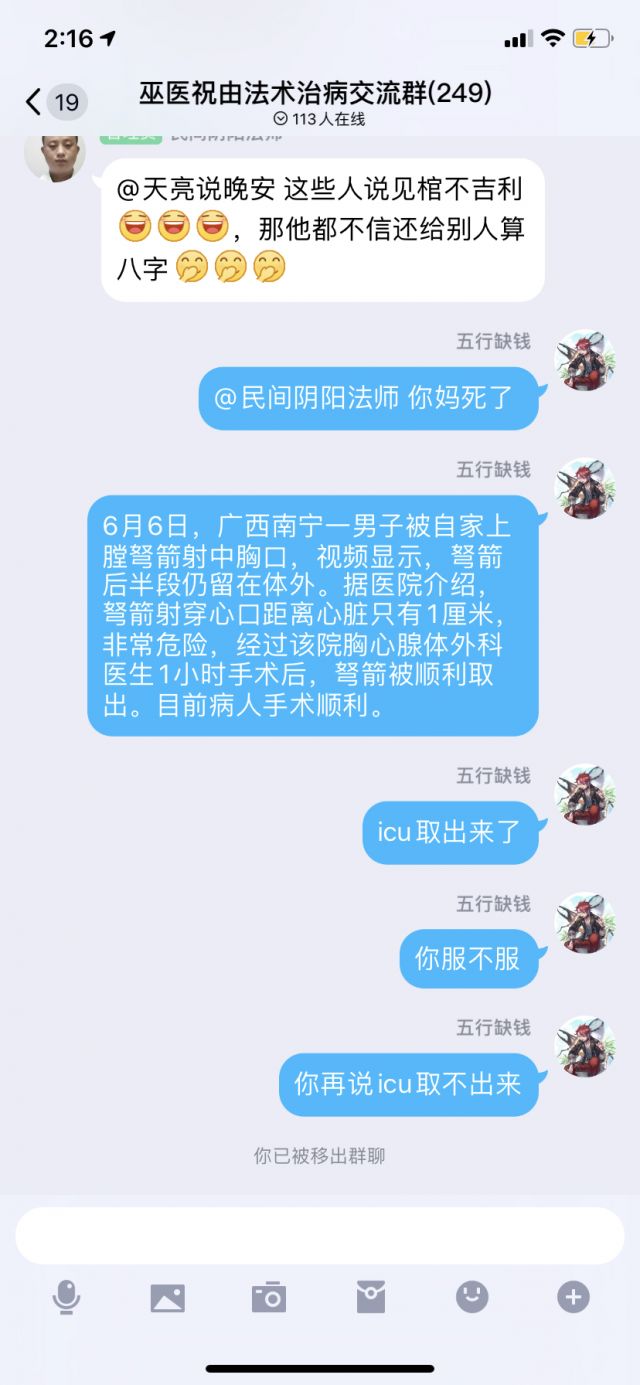 2:16
19
巫医祝由法术治病交流群(249)
113人在线
管理员 民间阴阳法师
@天亮说晚安 这些人说见棺不吉利
，那他都不信还给别人算
八字
五行缺钱
@民间阴阳法师 你妈死了
五行缺钱
6月6日，广西南宁一男子被自家上
膛弩箭射中胸口，视频显示，弩箭
后半段仍留在体外。据医院介绍，
弩箭射穿心口距离心脏只有1厘米，
非常危险，经过该院胸心腺体外科
医生1小时手术后，弩箭被顺利取
出。目前病人手术顺利。
五行缺钱
icu取出来了
五行缺钱
你服不服
五行缺钱
你再说icu取不出来
你已被移出群聊